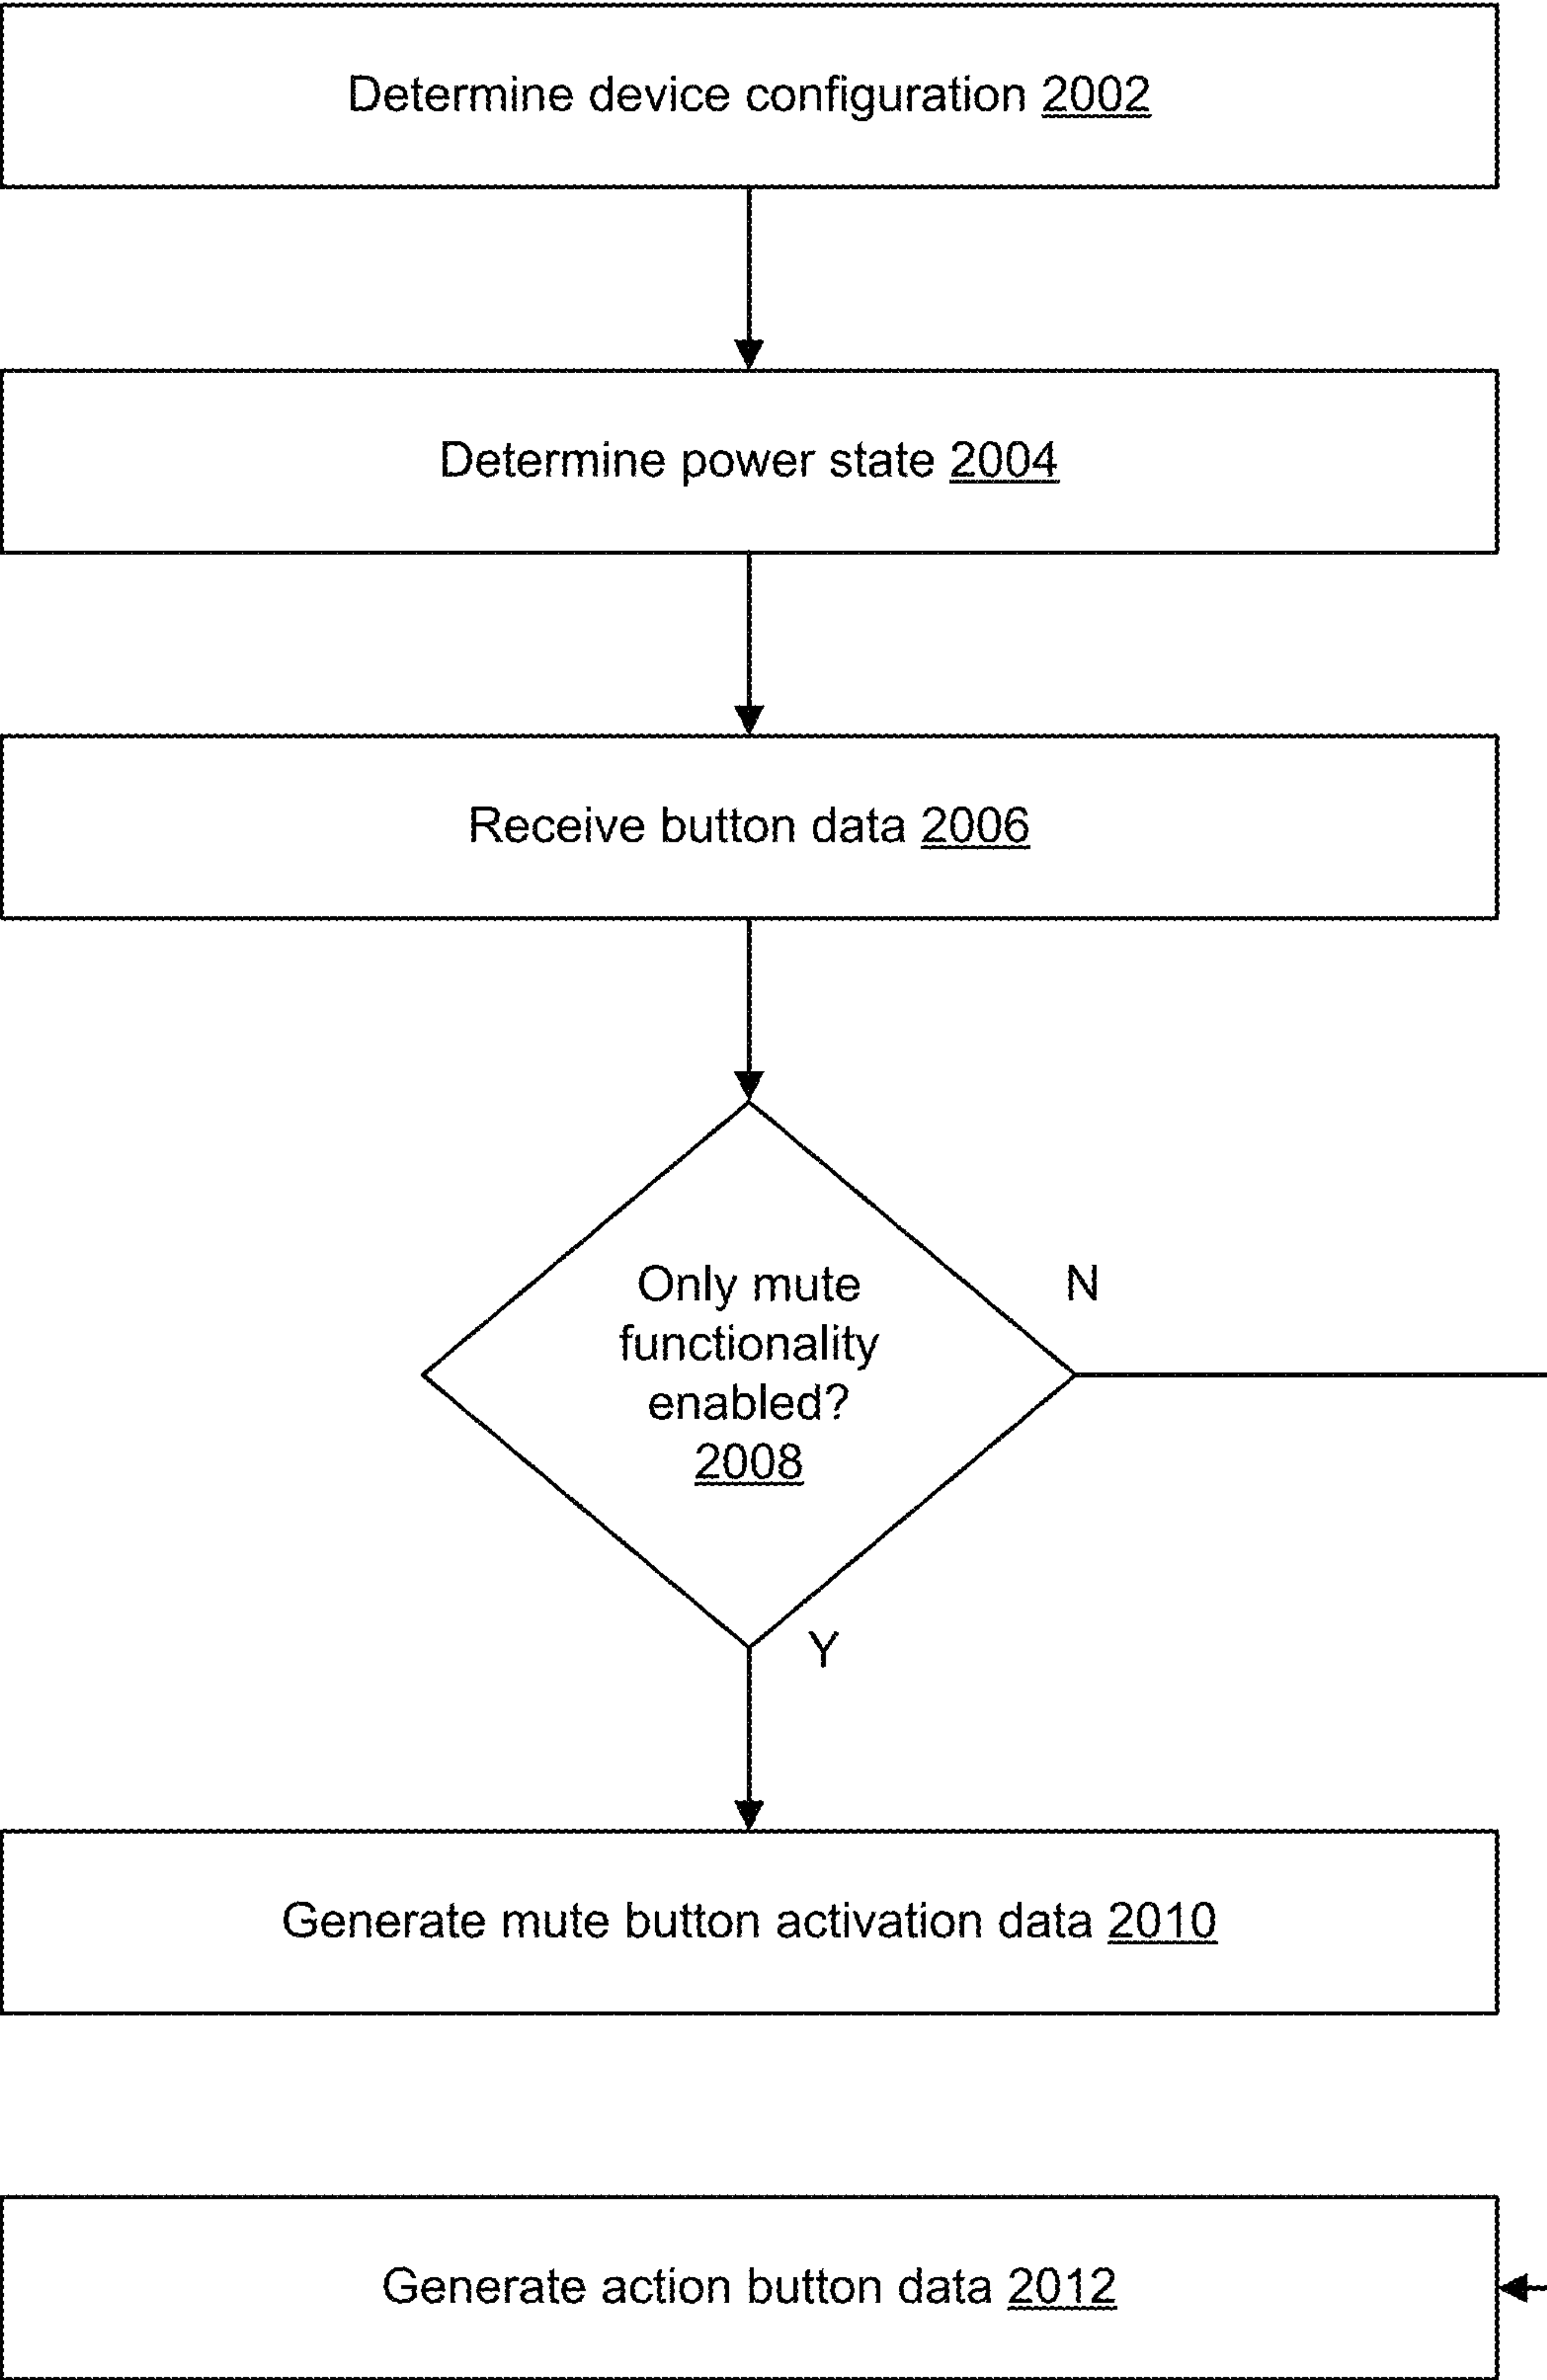 Determine device configuration 2002
Determine power state 2004
Receive button data 2006
Only mute
functionality
enabled?
2008
N
Y
Generate mute button activation data 2010
Generate action button data 2012